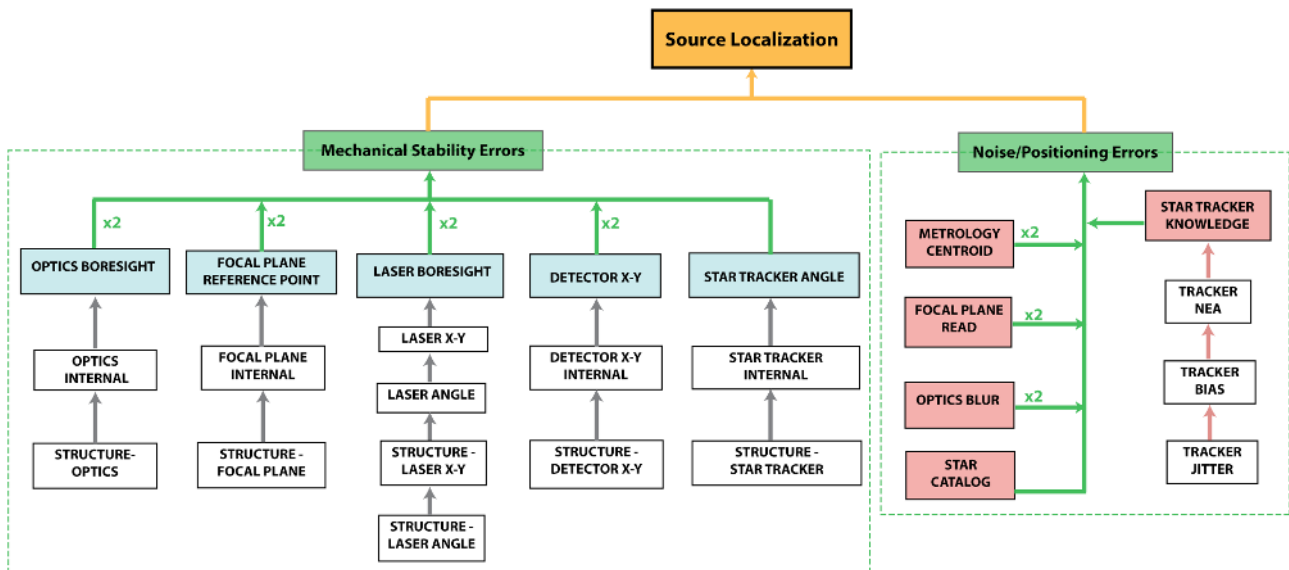 Source Localization
Mechanical Stability Errors
Noise/Positioning Errors
x2
x2
x2
x2
OPTICS BORESIGHT
FOCAL PLANE
REFERENCE POINT
LASER BORESIGHT
DETECTOR X-Y
STAR TRACKER ANGLE
OPTICS
INTERNAL
FOCAL PLANE
INTERNAL
LASER X-Y
DETECTOR X-Y
INTERNAL
STAR TRACKER
INTERNAL
LASER ANGLE
STRUCTURE-
OPTICS
STRUCTURE -
FOCAL PLANE
STRUCTURE -
LASER X-Y
STRUCTURE -
DETECTOR X-Y
STRUCTURE -
STAR TRACKER
STRUCTURE -
LASER ANGLE
METROLOGY
CENTROID
x2
STAR TRACKER
KNOWLEDGE
FOCAL PLANE
READ
x2
TRACKER
NEA
OPTICS BLUR
x2
TRACKER
BIAS
STAR
CATALOG
TRACKER
JITTER